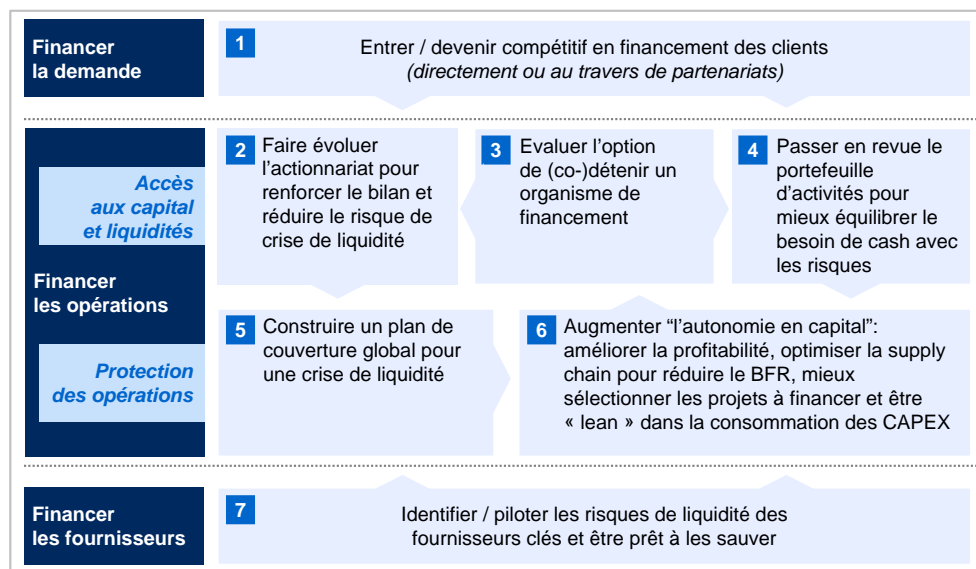 Financer
la demande
1
Entrer / devenir compétitif en financement des clients
(directement ou au travers de partenariats)
Accès
aux capital
et liquidités
Financer
les opérations
Protection
des opérations
2
Faire évoluer
l’actionnariat pour
renforcer le bilan et
réduire le risque de
crise de liquidité
3
Evaluer l’option
de (co-)détenir un
organisme de
financement
4
Passer en revue le
portefeuille
d’activités pour
mieux équilibrer le
besoin de cash avec
les risques
5
Construire un plan de
couverture global pour
une crise de liquidité
6
Augmenter “l’autonomie en capital”:
améliorer la profitabilité, optimiser la supply
chain pour réduire le BFR, mieux
sélectionner les projets à financer et être
« lean » dans la consommation des CAPEX
Financer
les fournisseurs
7
Identifier / piloter les risques de liquidité des
fournisseurs clés et être prêt à les sauver